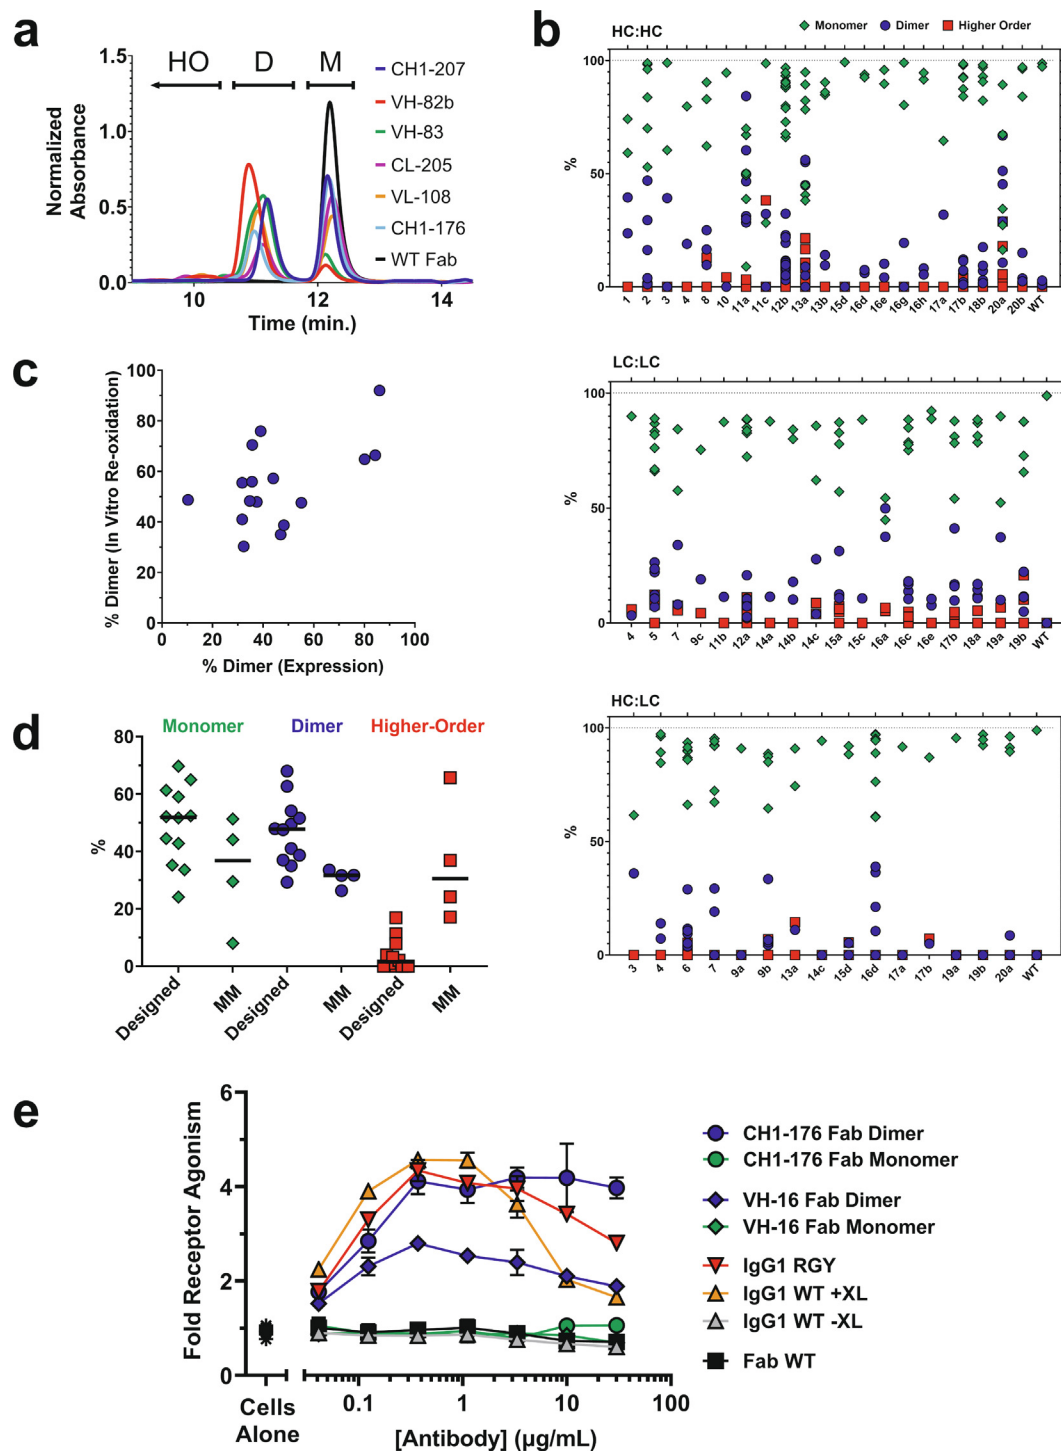 a
HO
D
M
1.5
1.0
0.5
0.0
Normalized
Absorbance
10
12
14
Time (min.)
CH1-207
VH-82b
VH-83
CL-205
VL-108
CH1-176
WT Fab
b
HC:HC
Monomer
Dimer
Higher Order
100
50
0
%
1 2 3 4 8 10 11a 11c 12b 13a 13b 15d 16d 16e 16g 16h 17a 17b 18b 20a 20b WT
LC:LC
100
50
0
%
4 5 7 9c 11b 12a 14a 14b 14c 15a 15c 16a 16c 16e 17b 18a 19a 19b WT
HC:LC
100
50
0
%
3 4 6 7 9a 9b 13a 14c 15d 16d 17a 17b 19a 19b 20a WT
c
% Dimer (In Vitro Re-oxidation)
100
80
60
40
20
0
0 20 40 60 80 100
% Dimer (Expression)
d
Monomer
Dimer
Higher-Order
80
60
40
20
0
%
Designed
MM
Designed
MM
Designed
MM
e
Fold Receptor Agonism
6
4
2
0
Cells
Alone
0.1
1
10
100
[Antibody] (µg/mL)
CH1-176 Fab Dimer
CH1-176 Fab Monomer
VH-16 Fab Dimer
VH-16 Fab Monomer
IgG1 RGY
IgG1 WT +XL
IgG1 WT -XL
Fab WT